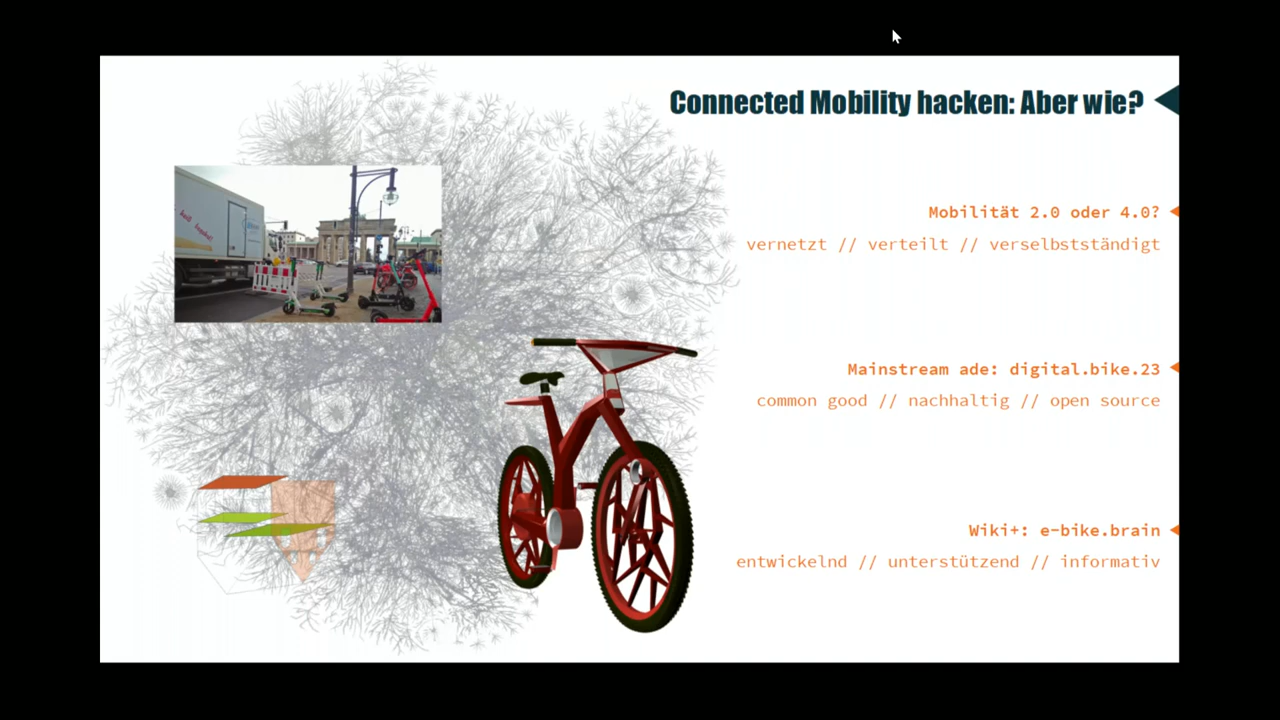 Connected Mobility hacken: Aber wie?
Mobilität 2.0 oder 4.0?
vernetzt // verteilt // verselbstständigt
Mainstream ade: digital.bike.23
common good // nachhaltig // open source
Wiki+: e-bike.brain
entwickelnd // unterstützend // informativ